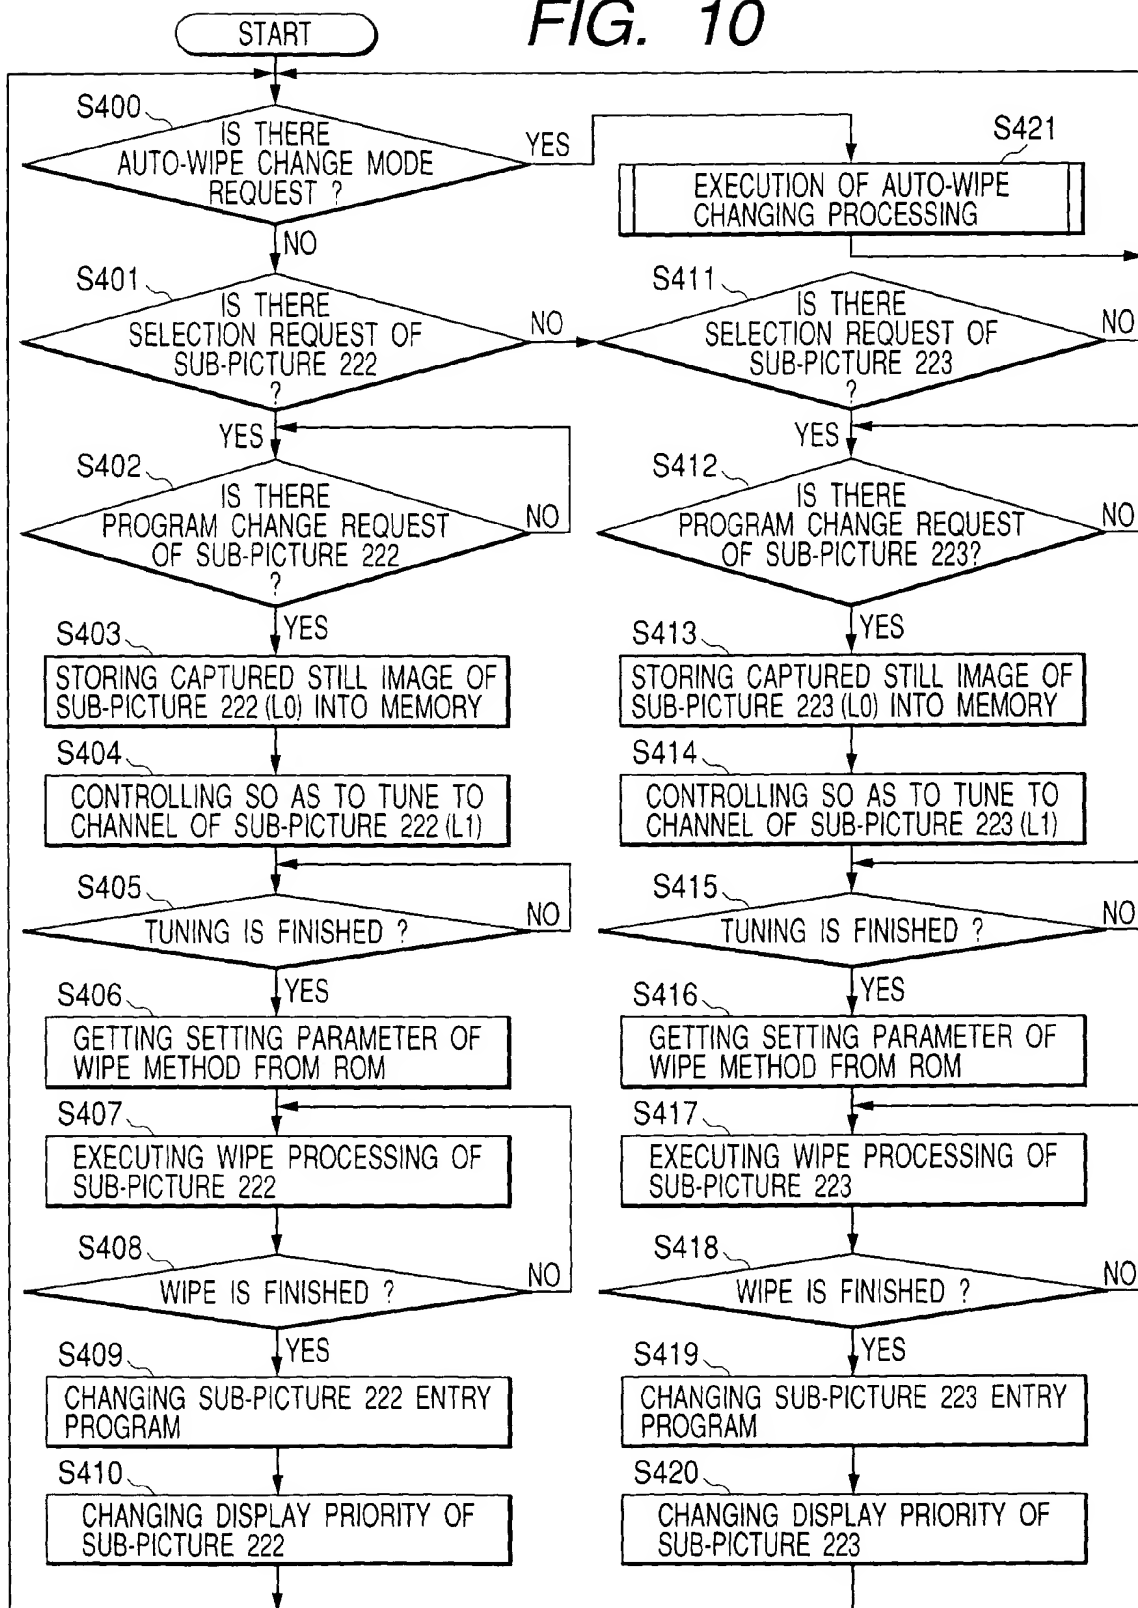 FIG. 10
START
S400
IS THERE
AUTO-WIPE CHANGE MODE
REQUEST ?
YES
NO
S421
EXECUTION OF AUTO-WIPE
CHANGING PROCESSING
S401
IS THERE
SELECTION REQUEST OF
SUB-PICTURE 222
?
NO
YES
S402
IS THERE
PROGRAM CHANGE REQUEST
OF SUB-PICTURE 222
?
NO
YES
S403
STORING CAPTURED STILL IMAGE OF
SUB-PICTURE 222 (L0) INTO MEMORY
S404
CONTROLLING SO AS TO TUNE TO
CHANNEL OF SUB-PICTURE 222 (L1)
S405
TUNING IS FINISHED ?
NO
YES
S406
GETTING SETTING PARAMETER OF
WIPE METHOD FROM ROM
S407
EXECUTING WIPE PROCESSING OF
SUB-PICTURE 222
S408
WIPE IS FINISHED ?
NO
YES
S409
CHANGING SUB-PICTURE 222 ENTRY
PROGRAM
S410
CHANGING DISPLAY PRIORITY OF
SUB-PICTURE 222
S411
IS THERE
SELECTION REQUEST OF
SUB-PICTURE 223
?
NO
YES
S412
IS THERE
PROGRAM CHANGE REQUEST
OF SUB-PICTURE 223?
NO
YES
S413
STORING CAPTURED STILL IMAGE OF
SUB-PICTURE 223 (L0) INTO MEMORY
S414
CONTROLLING SO AS TO TUNE TO
CHANNEL OF SUB-PICTURE 223 (L1)
S415
TUNING IS FINISHED ?
NO
YES
S416
GETTING SETTING PARAMETER OF
WIPE METHOD FROM ROM
S417
EXECUTING WIPE PROCESSING OF
SUB-PICTURE 223
S418
WIPE IS FINISHED ?
NO
YES
S419
CHANGING SUB-PICTURE 223 ENTRY
PROGRAM
S420
CHANGING DISPLAY PRIORITY OF
SUB-PICTURE 223